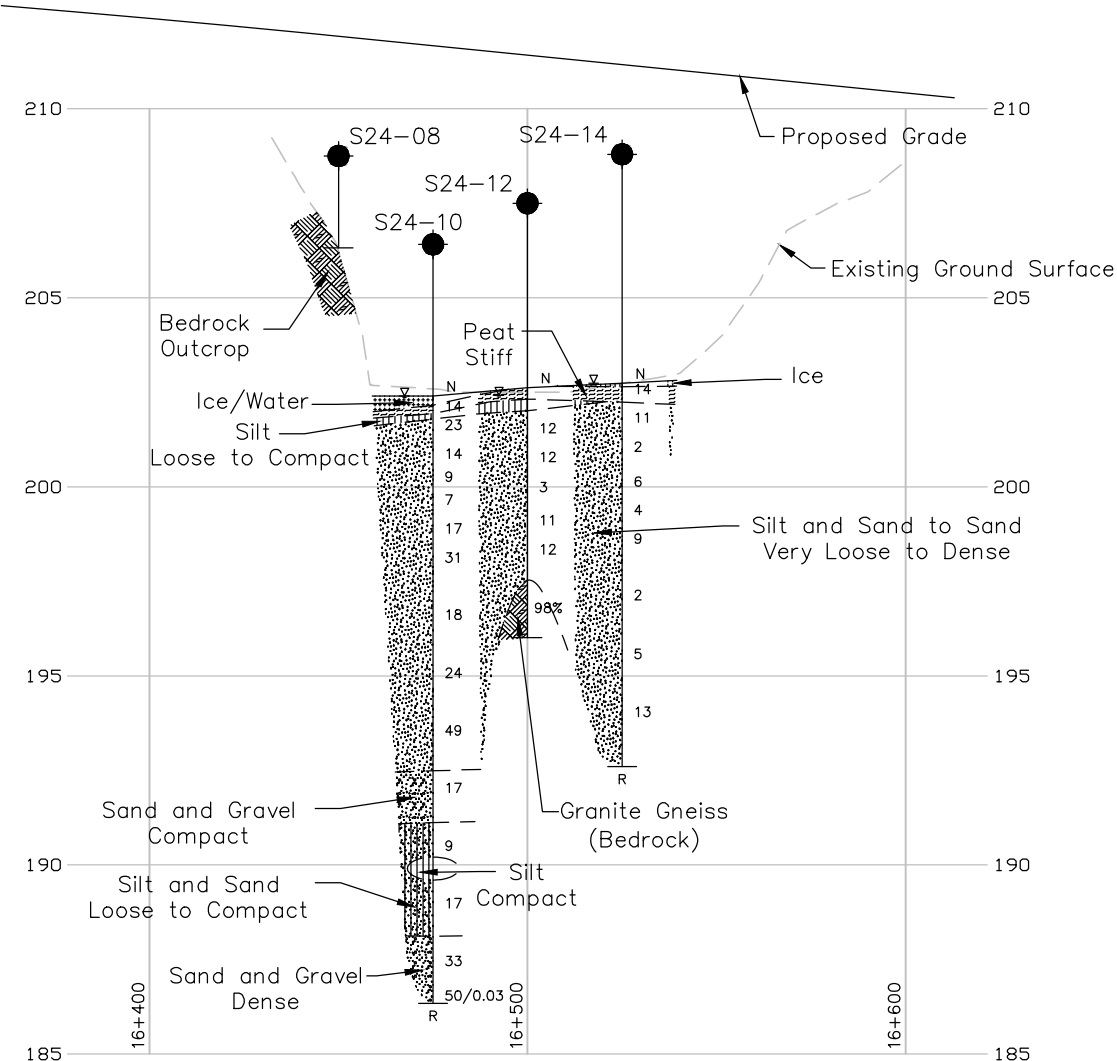 210
210
S24-08
S24-14
Proposed Grade
S24-12
S24-10
Existing Ground Surface
205
205
Bedrock
Outcrop
Peat
Stiff
Ice
N
N
N
Ice/Water
Silt
Loose to Compact
14
23
14
9
7
17
31
18
24
49
17
9
17
33
50/0.03
R
12
12
3
11
12
98%
14
11
2
6
4
9
2
5
13
R
200
200
Silt and Sand to Sand
Very Loose to Dense
195
195
Sand and Gravel
Compact
Granite Gneiss
(Bedrock)
190
190
Silt
Compact
Silt and Sand
Loose to Compact
Sand and Gravel
Dense
16+400
16+500
16+600
185
185